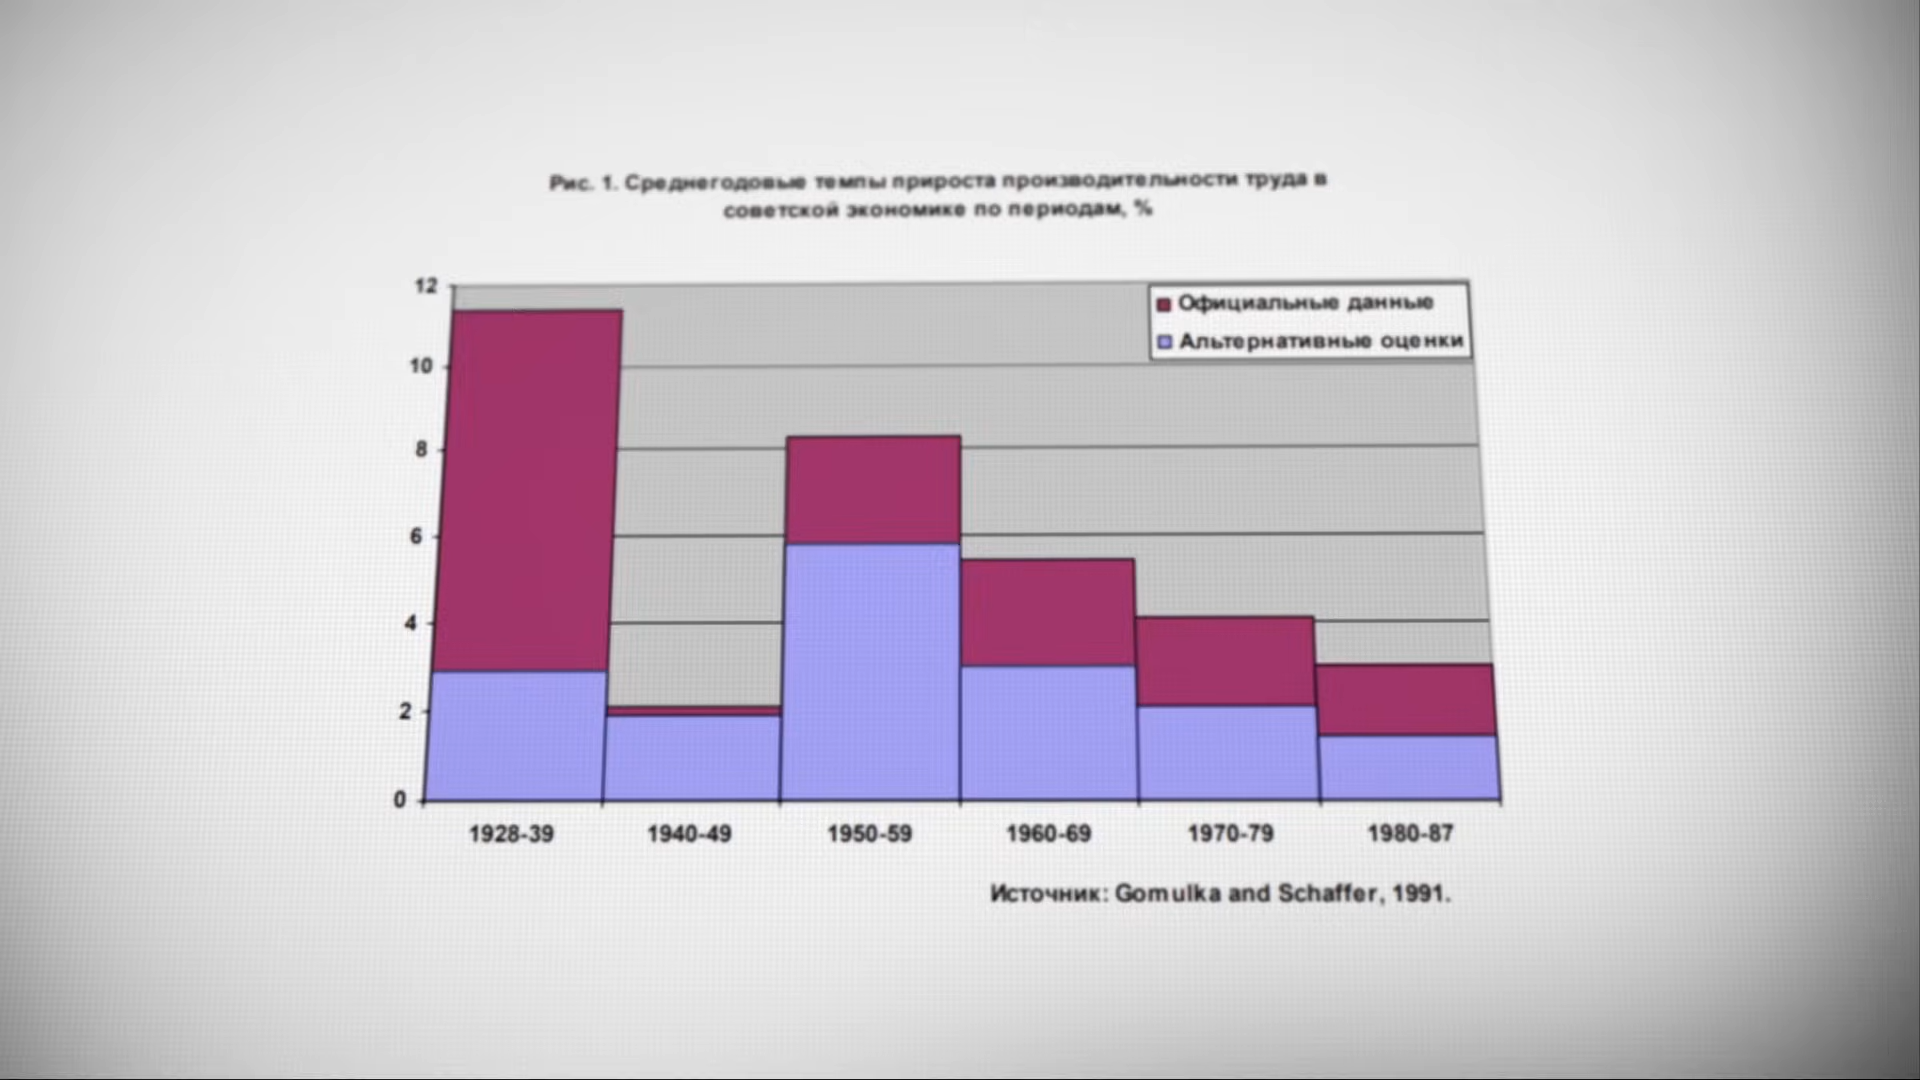 Рис. 1. Среднегодовые темпы прироста производительности труда в
советской экономике по периодам, %
12
Официальные данные
Альтернативные оценки
10
8
6
4
2
0
1928-39 1940-49 1950-59 1960-69 1970-79 1980-87
Источник: Gomulka and Schaffer, 1991.